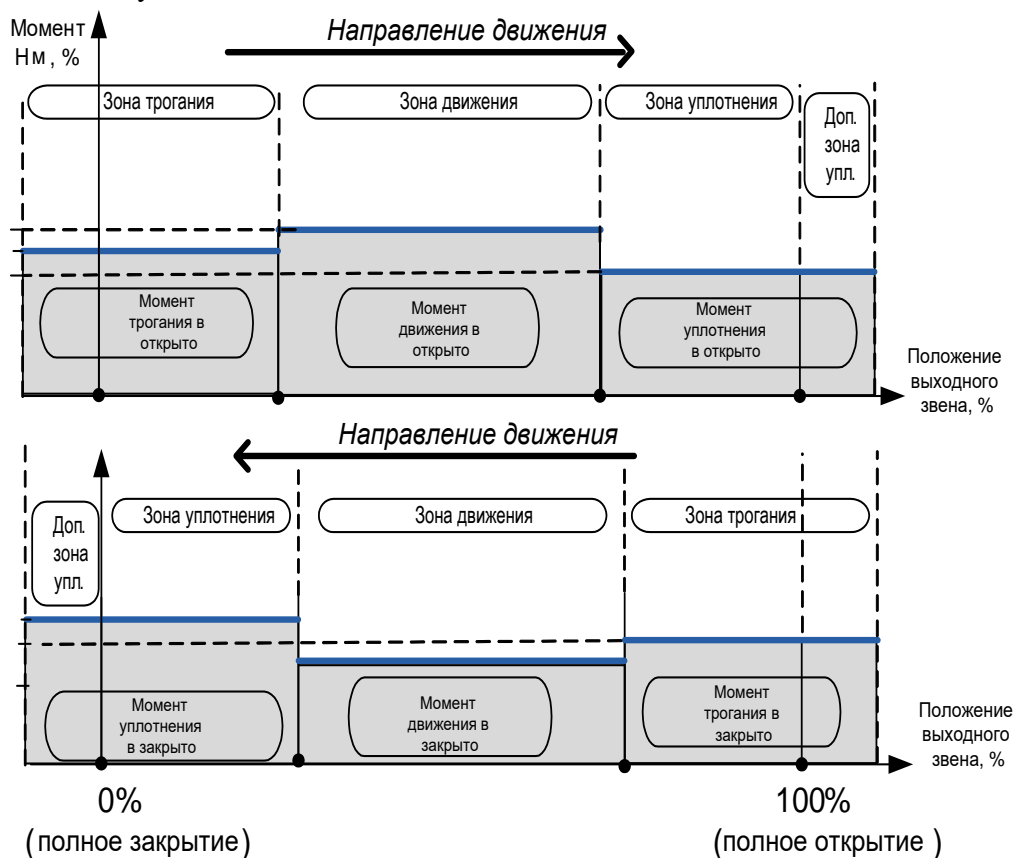 Момент
Нм, %
Направление движения
Зона трогания
Зона движения
Зона уплотнения
Доп.
зона
упл.
Момент
трогания в
открыто
Момент
движения в
открыто
Момент
уплотнения
в открыто
Положение
выходного
звена, %
Направление движения
Доп.
зона
упл.
Зона уплотнения
Зона движения
Зона трогания
Момент
уплотнения
в закрыто
Момент
движения в
закрыто
Момент
трогания в
закрыто
Положение
выходного
звена, %
0%
(полное закрытие)
100%
(полное открытие )